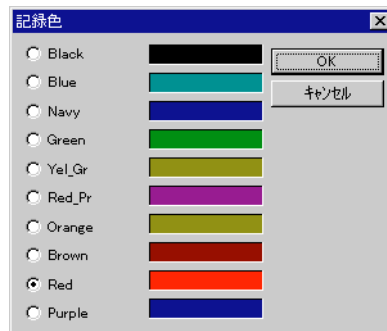 記録色
Black
OK
Blue
キャンセル
Navy
Green
Yel_Gr
Red_Pr
Orange
Brown
Red
Purple